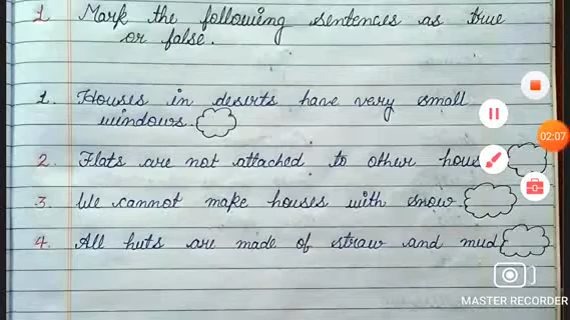 1 Mark the following sentences as true
or false.
1. Houses in deserts have very small
windows.
2. Flats are not attached to other
3. We cannot make houses with snow.
4. All huts are made of straw and mud
02:07
MASTER RECORDER